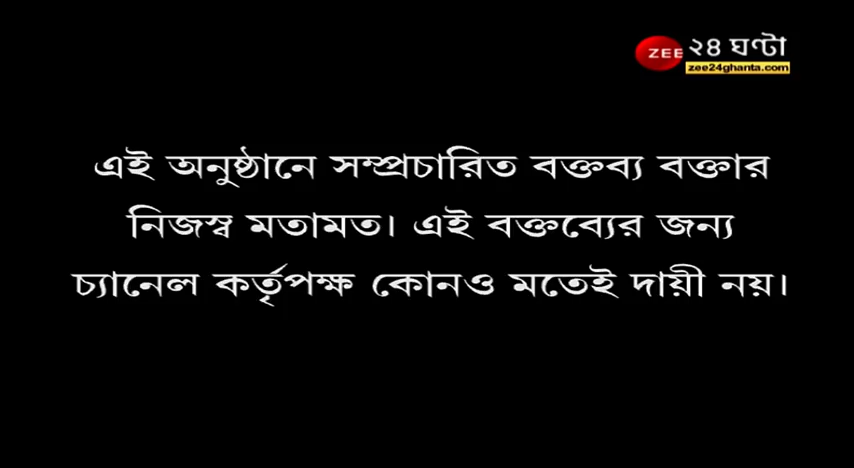 ZEE ২৪ ঘণ্টা
zee24ghanta.com
এই অনুষ্ঠানে সম্প্রচারিত বক্তব্য বক্তার
নিজস্ব মতামত। এই বক্তব্যের জন্য
চ্যানেল কর্তৃপক্ষ কোনও মতেই দায়ী নয়।